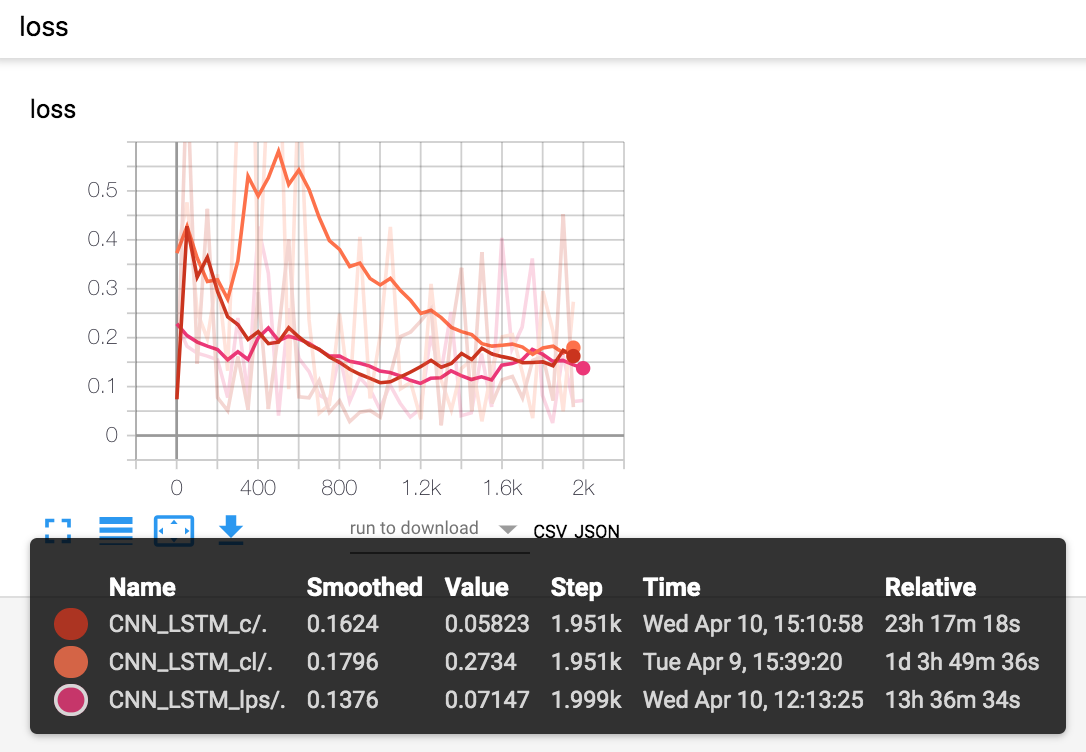 loss
loss
0.5
0.4
0.3
0.2
0.1
0
0 400 800 1.2k 1.6k 2k
run to download CSV JSON
Name Smoothed Value Step Time Relative
CNN_LSTM_c/. 0.1624 0.05823 1.951k Wed Apr 10, 15:10:58 23h 17m 18s
CNN_LSTM_cl/. 0.1796 0.2734 1.951k Tue Apr 9, 15:39:20 1d 3h 49m 36s
CNN_LSTM_lps/. 0.1376 0.07147 1.999k Wed Apr 10, 12:13:25 13h 36m 34s